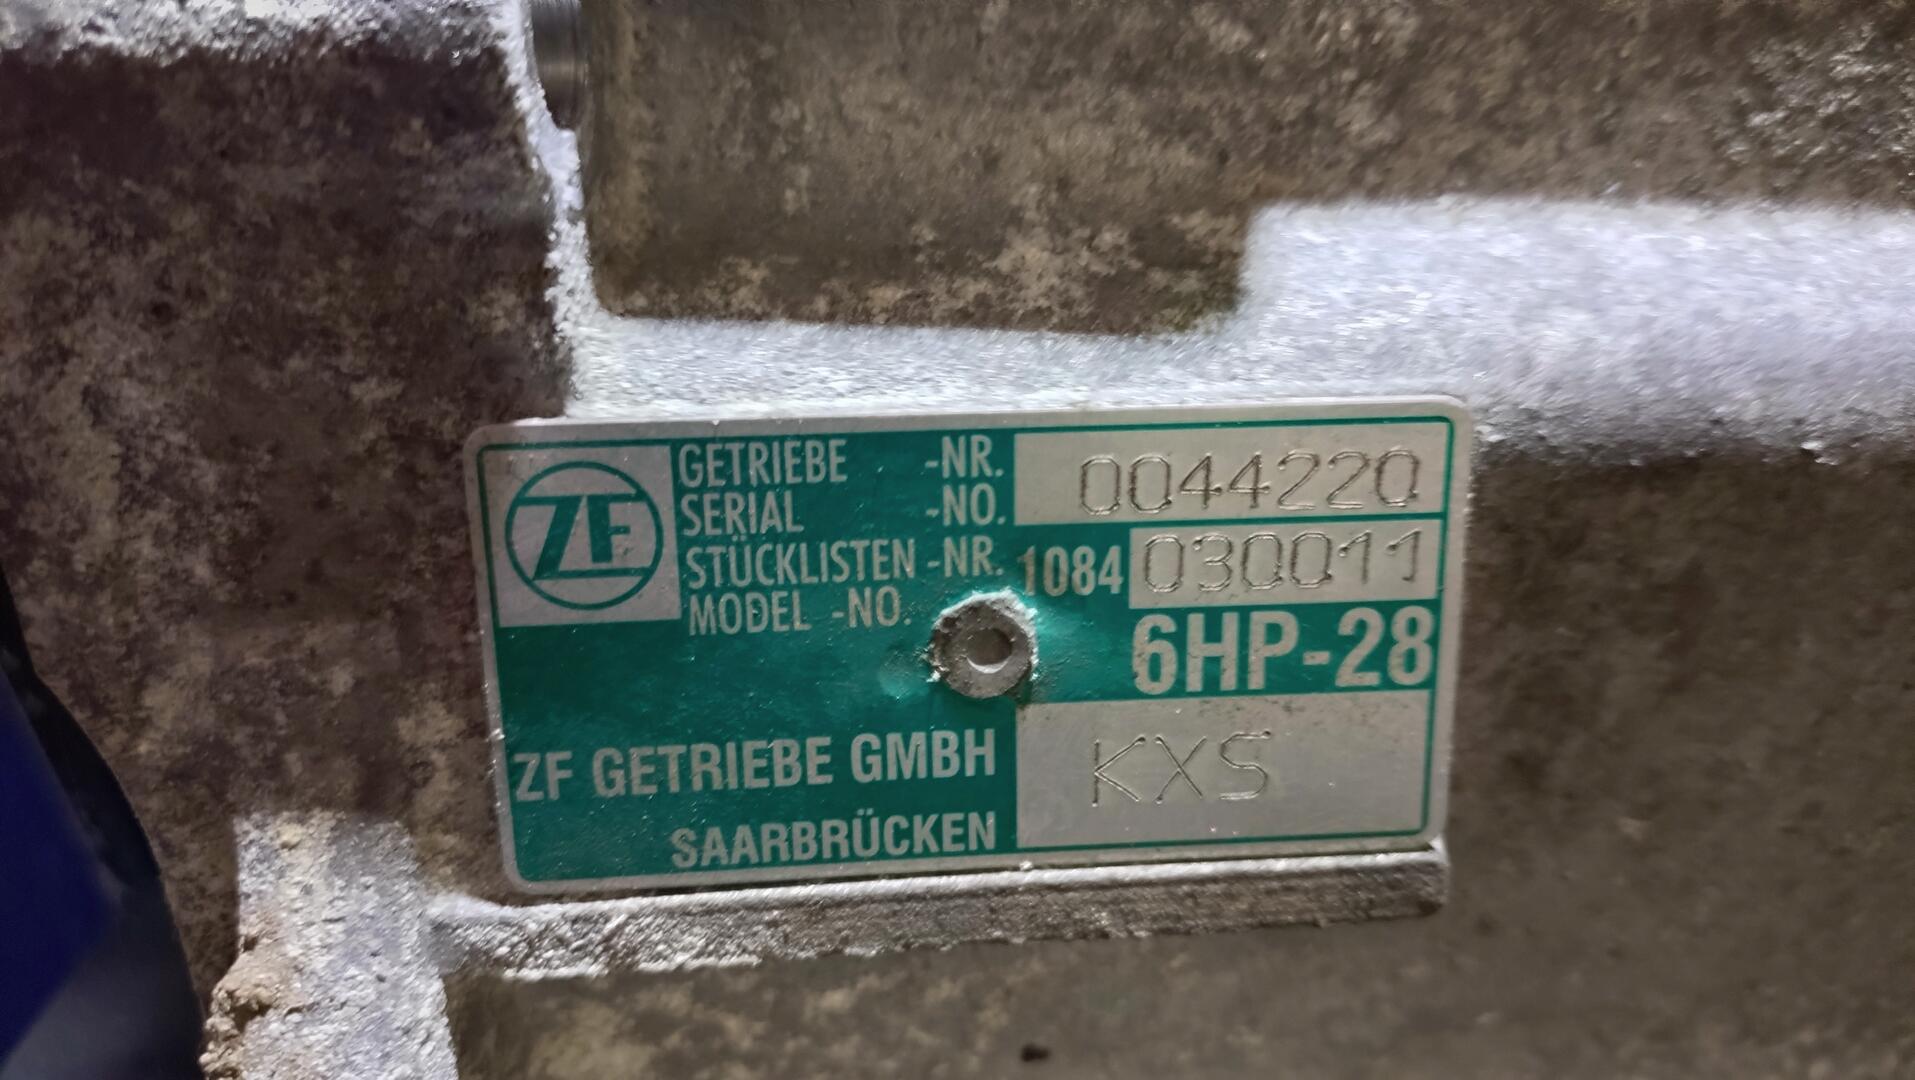 ZF
GETRIEBE -NR. 0044220
SERIAL -NO.
STÜCKLISTEN -NR. 1084 030011
MODEL -NO.
6HP-28
ZF GETRIEBE GMBH KXS
SAARBRÜCKEN